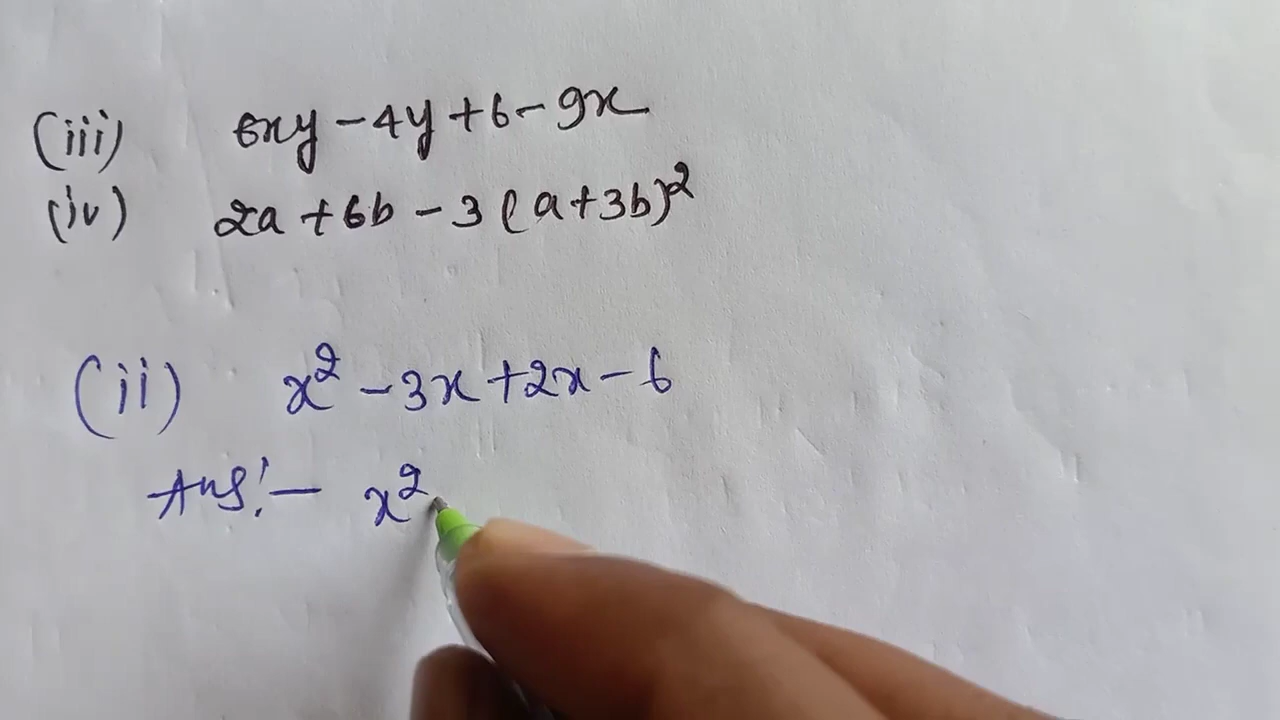 (iii) 6xy - 4y + 6 - 9x
(iv) 2a + 6b - 3 (a + 3b)²
(ii) x² - 3x + 2x - 6
Ans:- x²